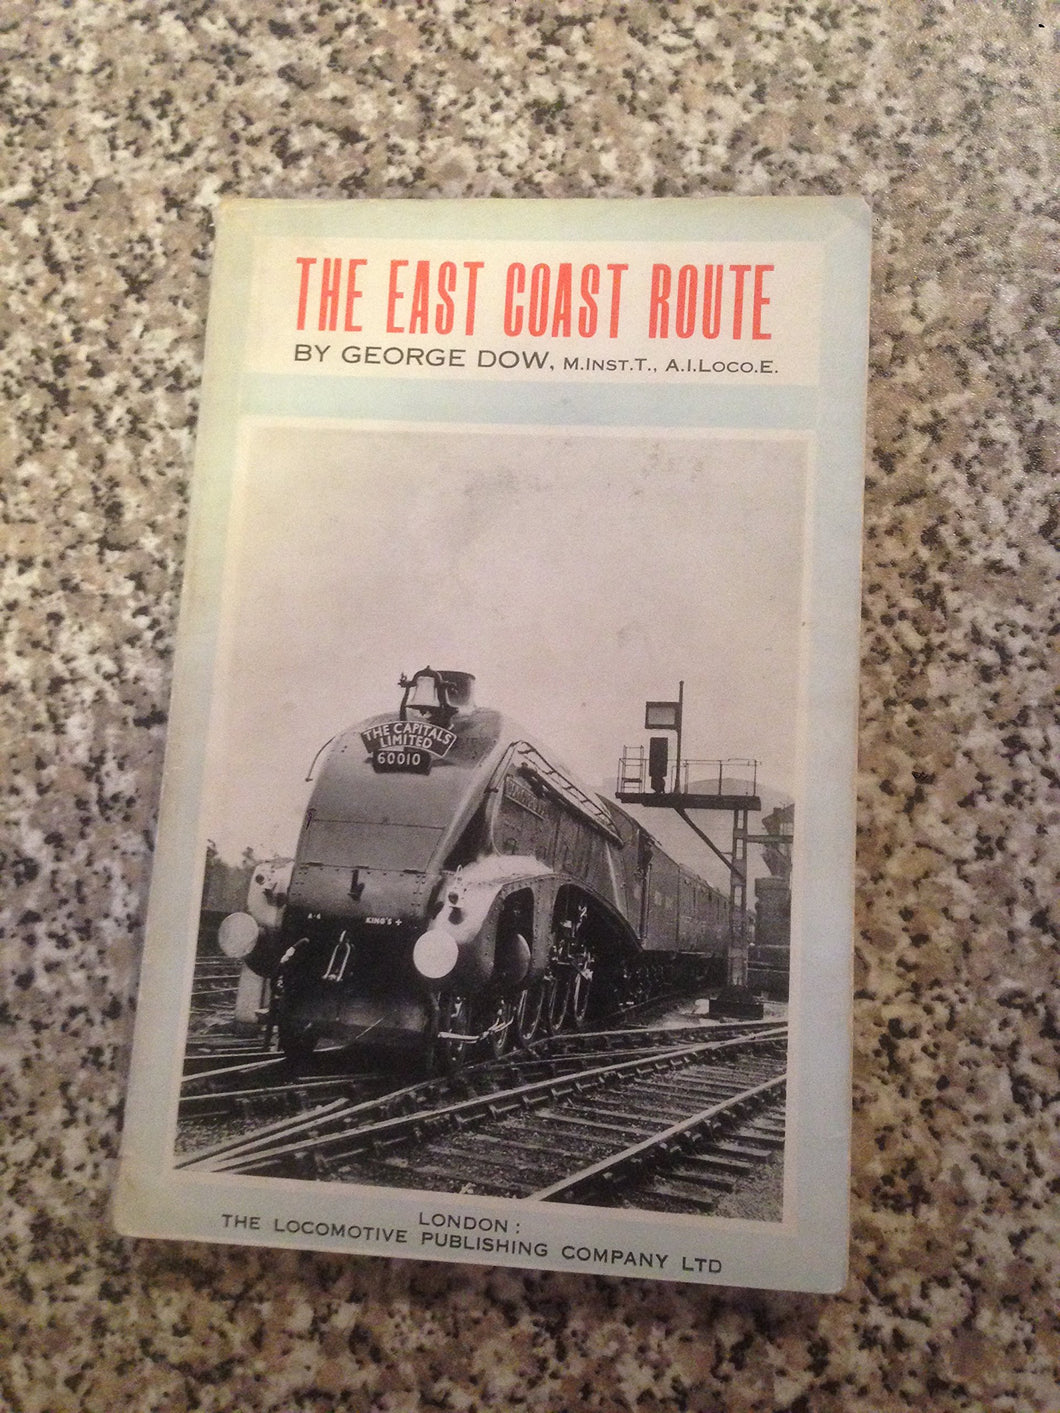 THE EAST COAST ROUTE
BY GEORGE DOW, M.INST.T., A.I.LOCO.E.
THE CAPITALS
LIMITED
60010
A-4
KING'S +
LONDON:
THE LOCOMOTIVE PUBLISHING COMPANY LTD